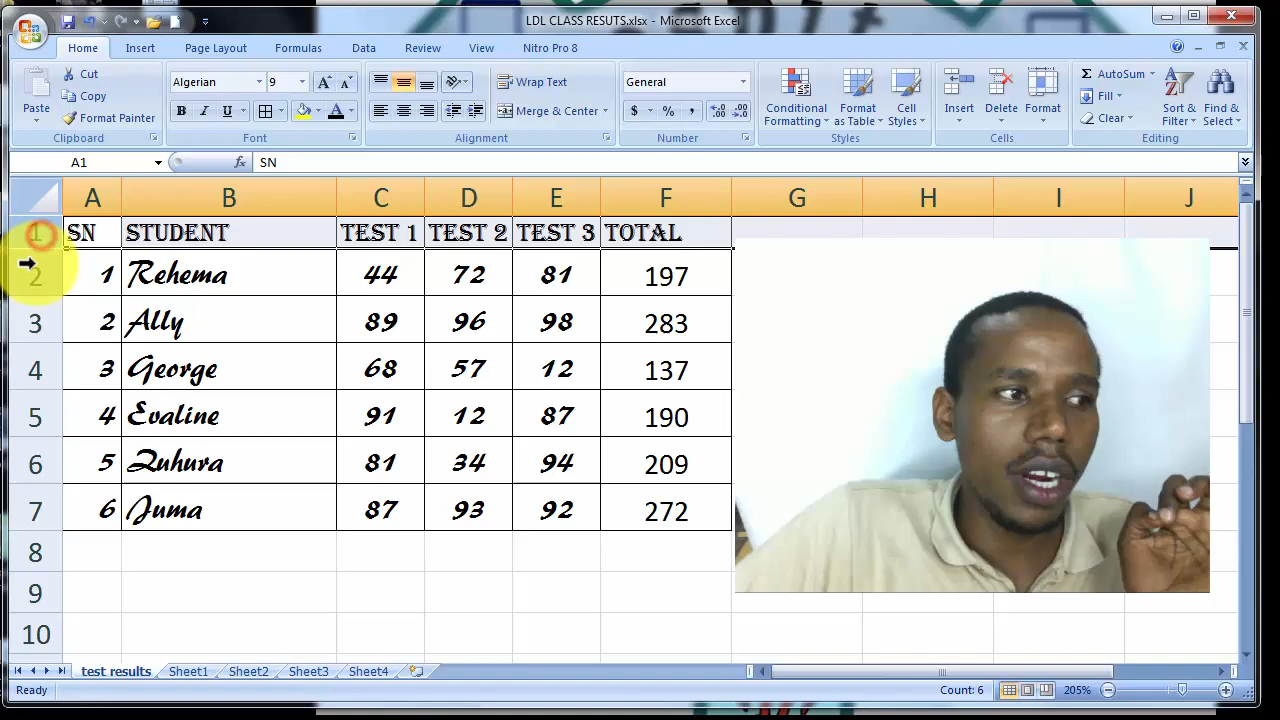 LDL CLASS RESUTS.xlsx - Microsoft Excel
Home Insert Page Layout Formulas Data Review View Nitro Pro 8
Paste
Cut
Copy
Format Painter
Clipboard
Algerian 9
B I U
Font
Wrap Text
Merge & Center
Alignment
General
$ % ,
Number
Conditional Formatting
Format as Table
Cell Styles
Styles
Insert Delete Format
Cells
AutoSum
Fill
Clear
Sort & Filter
Find & Select
Editing
A1 fx SN
A B C D E F G H I J
1 SN STUDENT TEST 1 TEST 2 TEST 3 TOTAL
2 1 Rehema 44 72 81 197
3 2 Ally 89 96 98 283
4 3 George 68 57 12 137
5 4 Evaline 91 12 87 190
6 5 Zuhura 81 34 94 209
7 6 Juma 87 93 92 272
8
9
10
test results Sheet1 Sheet2 Sheet3 Sheet4
Ready Count: 6 205%